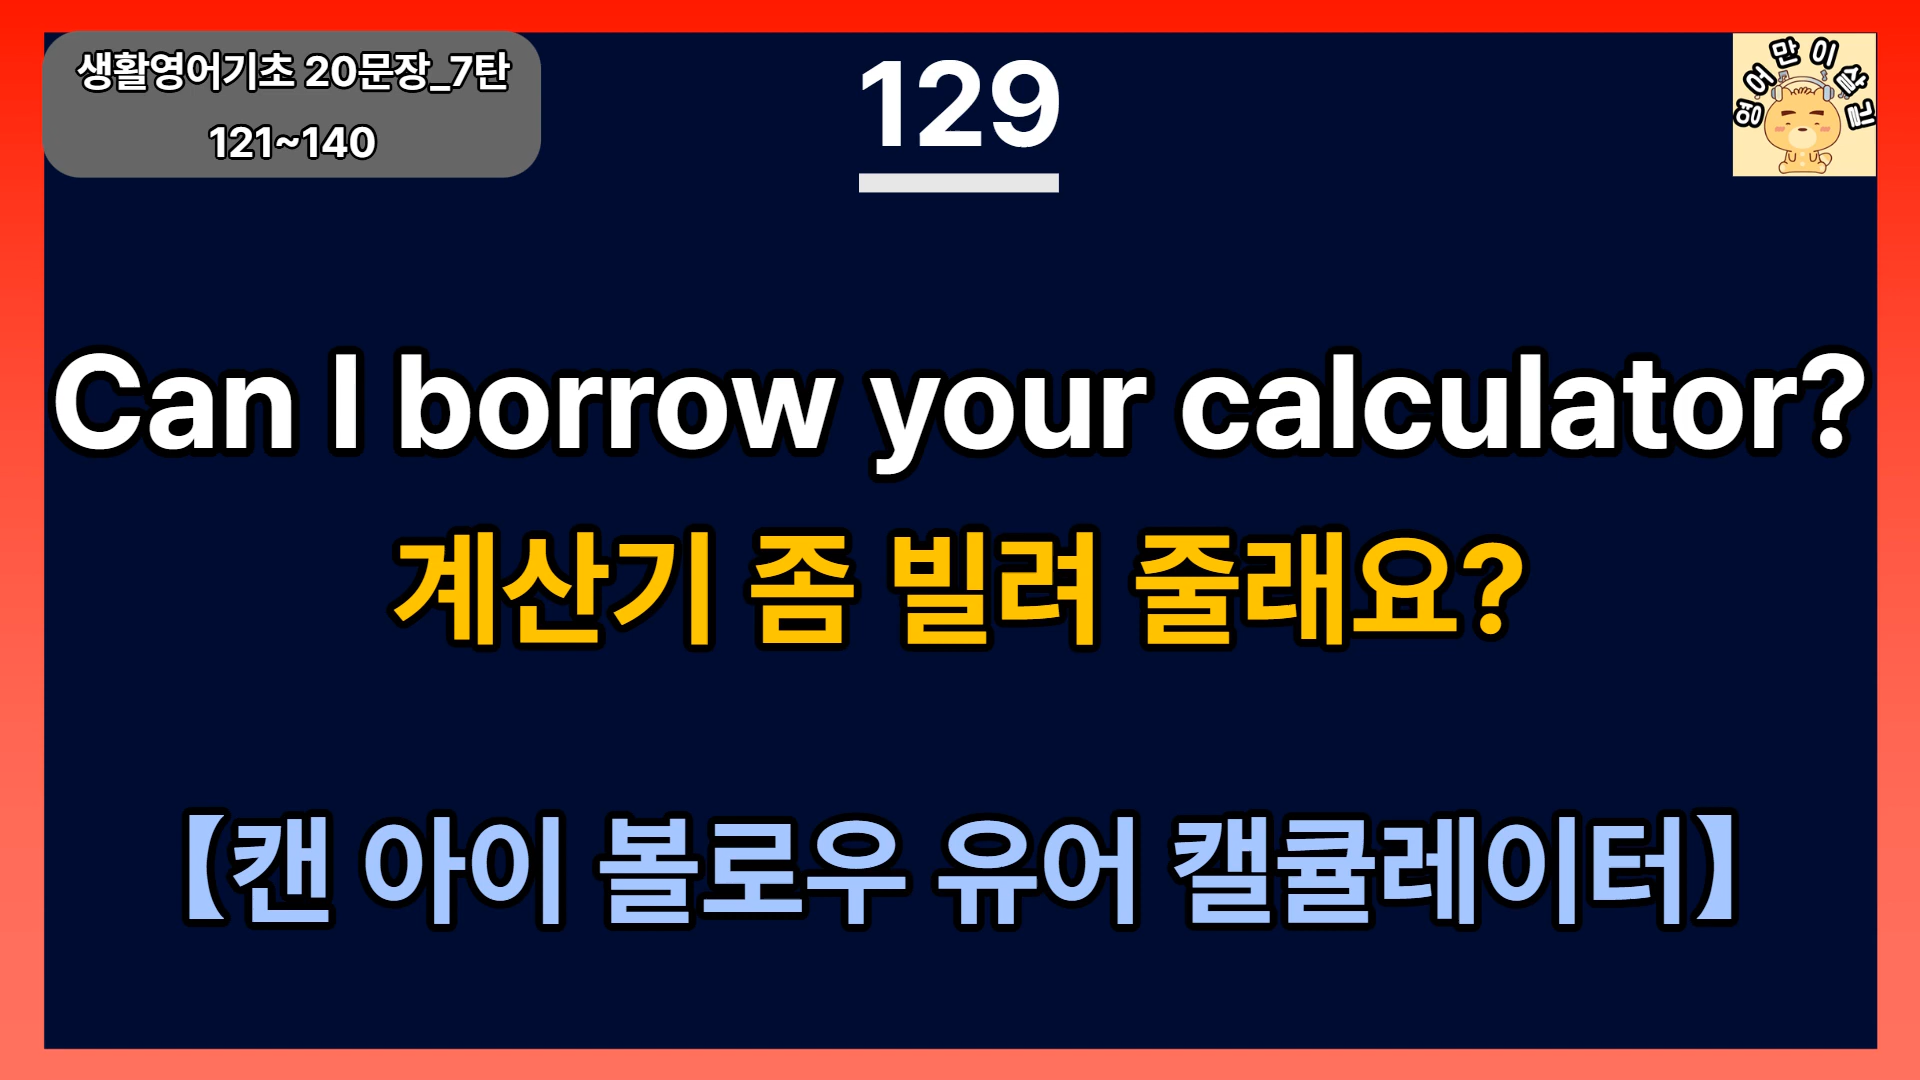 생활영어기초 20문장_7탄
121~140
129
영어만이살길
Can I borrow your calculator?
계산기 좀 빌려 줄래요?
【캔 아이 볼로우 유어 캘큘레이터】